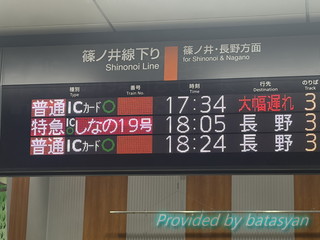 篠ノ井線下り 篠ノ井・長野方面
Shinonoi Line for Shinonoi & Nagano
種別 番号 時刻 行先 のりば
Type Train No. Time Destination Track
普通 ICカード○ 17:34 大幅遅れ 3
特急 IC○ しなの19号 18:05 長野 3
普通 ICカード○ 18:24 長野 3
Provided by batasyan